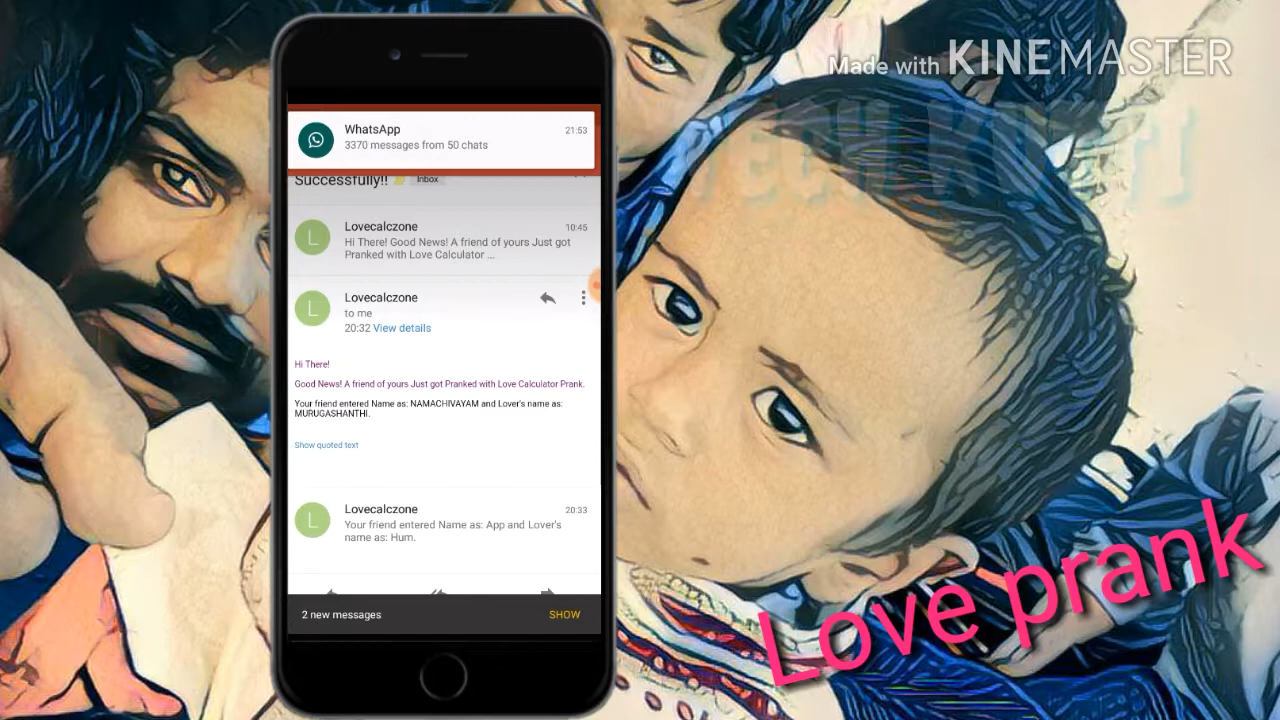 Made with KINEMASTER
TECH KUTTI
WhatsApp
21:53
3370 messages from 50 chats
Successfully!!
Inbox
Lovecalczone
10:45
Hi There! Good News! A friend of yours Just got
Pranked with Love Calculator ...
Lovecalczone
to me
20:32 View details
Hi There!
Good News! A friend of yours Just got Pranked with Love Calculator Prank.
Your friend entered Name as: NAMACHIVAYAM and Lover's name as:
MURUGASHANTHI.
Show quoted text
Lovecalczone
20:33
Your friend entered Name as: App and Lover's
name as: Hum.
2 new messages
SHOW
Love prank